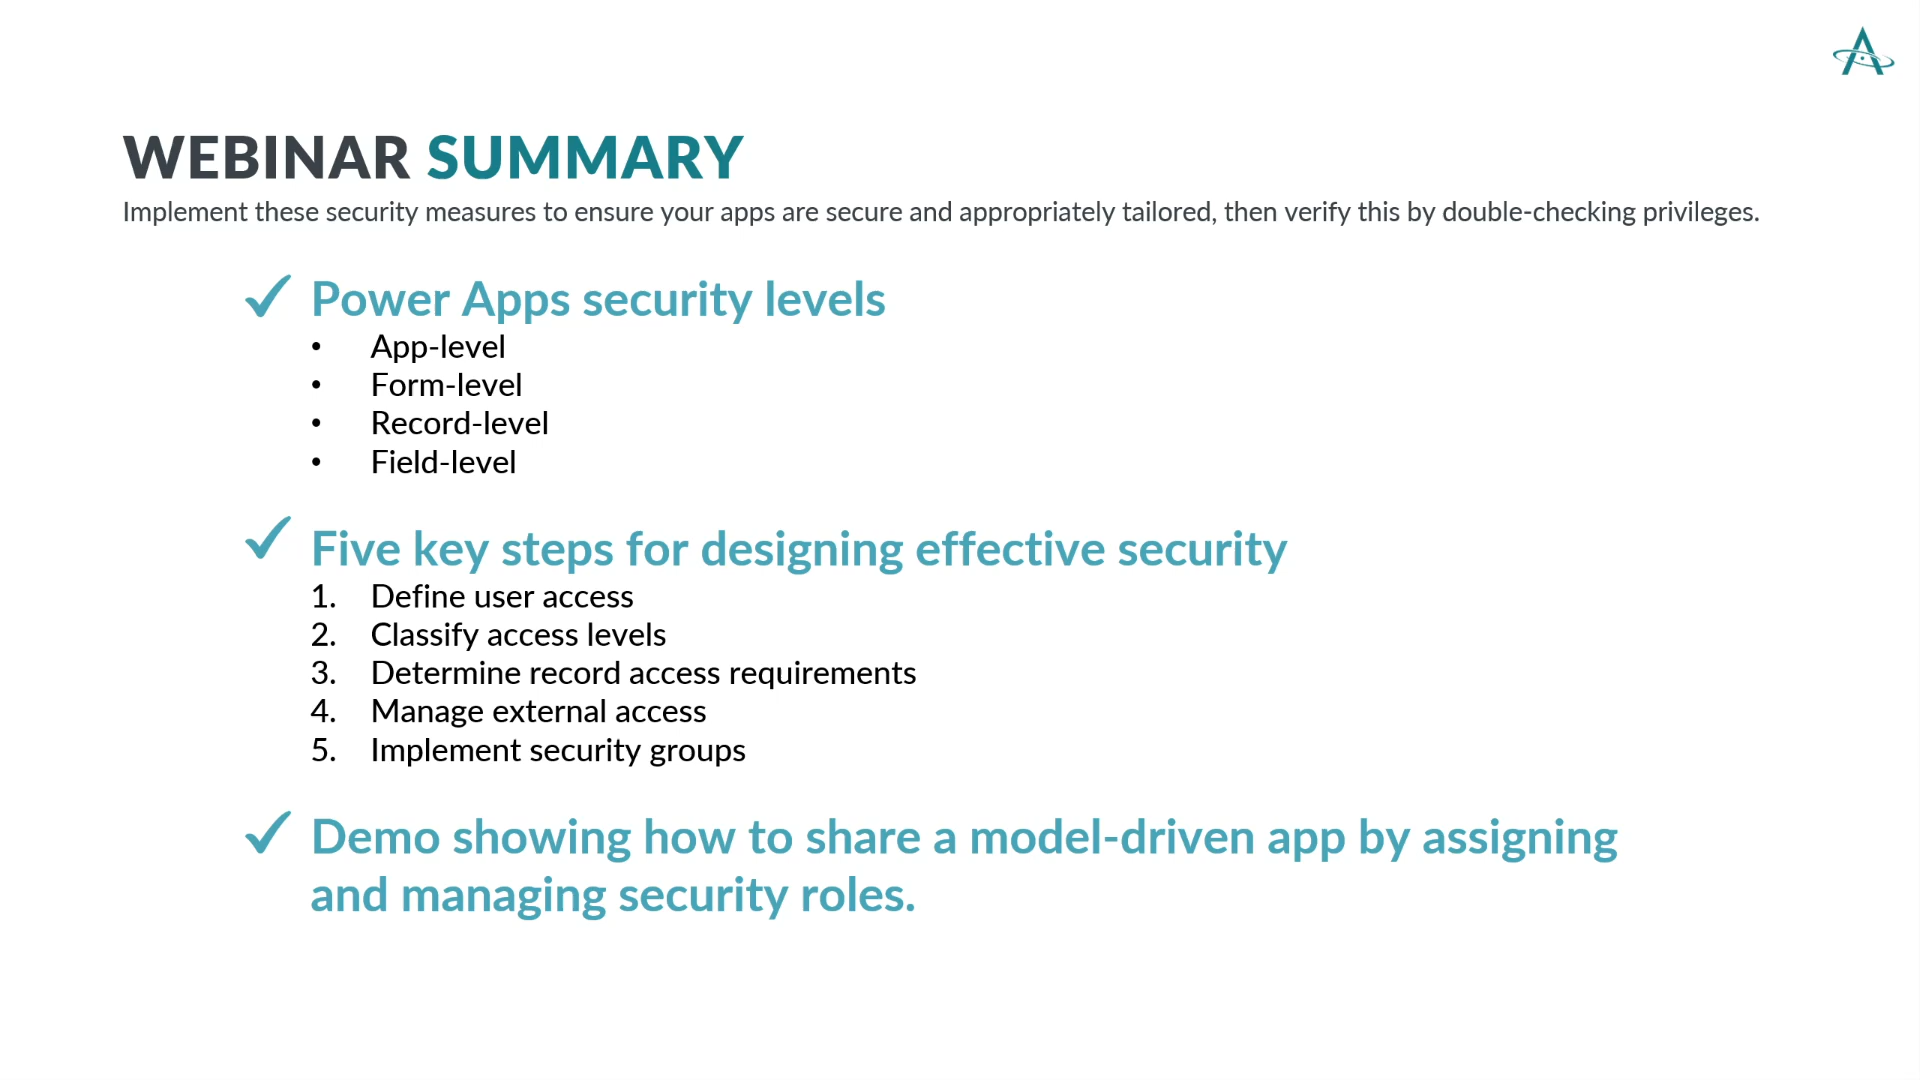 WEBINAR SUMMARY
Implement these security measures to ensure your apps are secure and appropriately tailored, then verify this by double-checking privileges.
✓ Power Apps security levels
• App-level
• Form-level
• Record-level
• Field-level
✓ Five key steps for designing effective security
1. Define user access
2. Classify access levels
3. Determine record access requirements
4. Manage external access
5. Implement security groups
✓ Demo showing how to share a model-driven app by assigning
and managing security roles.